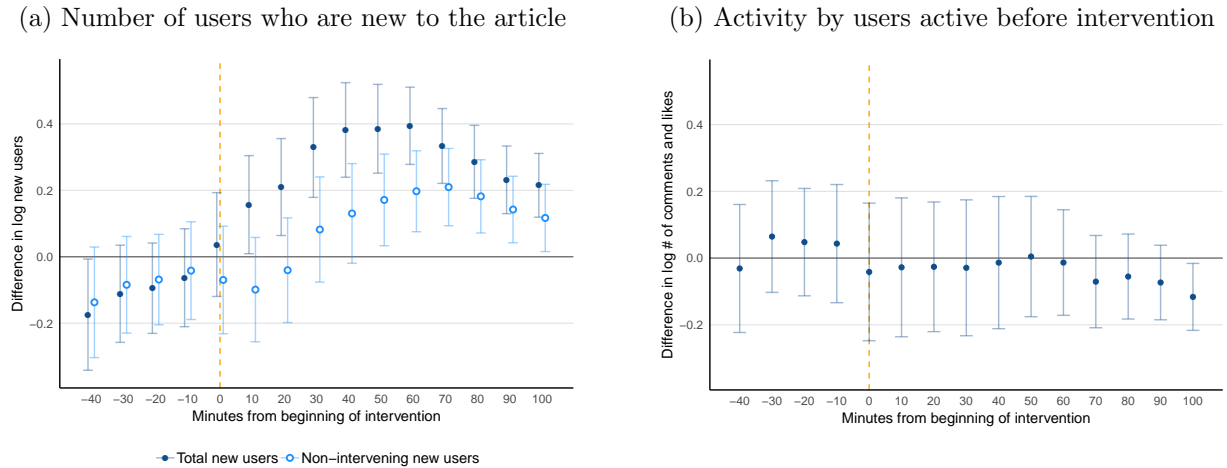 (a) Number of users who are new to the article
Difference in log new users
0.4
0.2
0.0
−0.2
−40 −30 −20 −10 0 10 20 30 40 50 60 70 80 90 100
Minutes from beginning of intervention
Total new users Non−intervening new users
(b) Activity by users active before intervention
Difference in log # of comments and likes
0.4
0.2
0.0
−0.2
−40 −30 −20 −10 0 10 20 30 40 50 60 70 80 90 100
Minutes from beginning of intervention